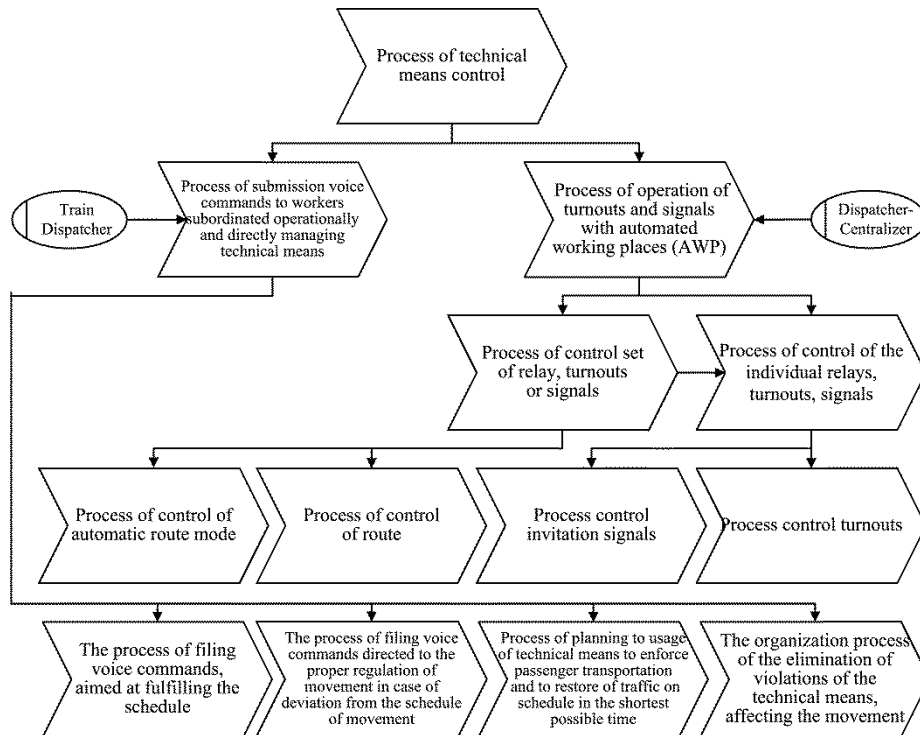 Process of technical
means control
Process of submission voice
commands to workers
subordinated operationally
and directly managing
technical means
Train
Dispatcher
Process of operation of
turnouts and signals
with automated
working places (AWP)
Dispatcher-
Centralizer
Process of control set
of relay, turnouts
or signals
Process of control of the
individual relays,
turnouts, signals
Process of control of
automatic route mode
Process of control
of route
Process control
invitation signals
Process control turnouts
The process of filing
voice commands,
aimed at fulfilling the
schedule
The process of filing voice
commands directed to the
proper regulation of
movement in case of
deviation from the schedule
of movement
Process of planning to usage
of technical means to enforce
passenger transportation
and to restore of traffic on
schedule in the shortest
possible time
The organization process
of the elimination of
violations of the
technical means,
affecting the movement